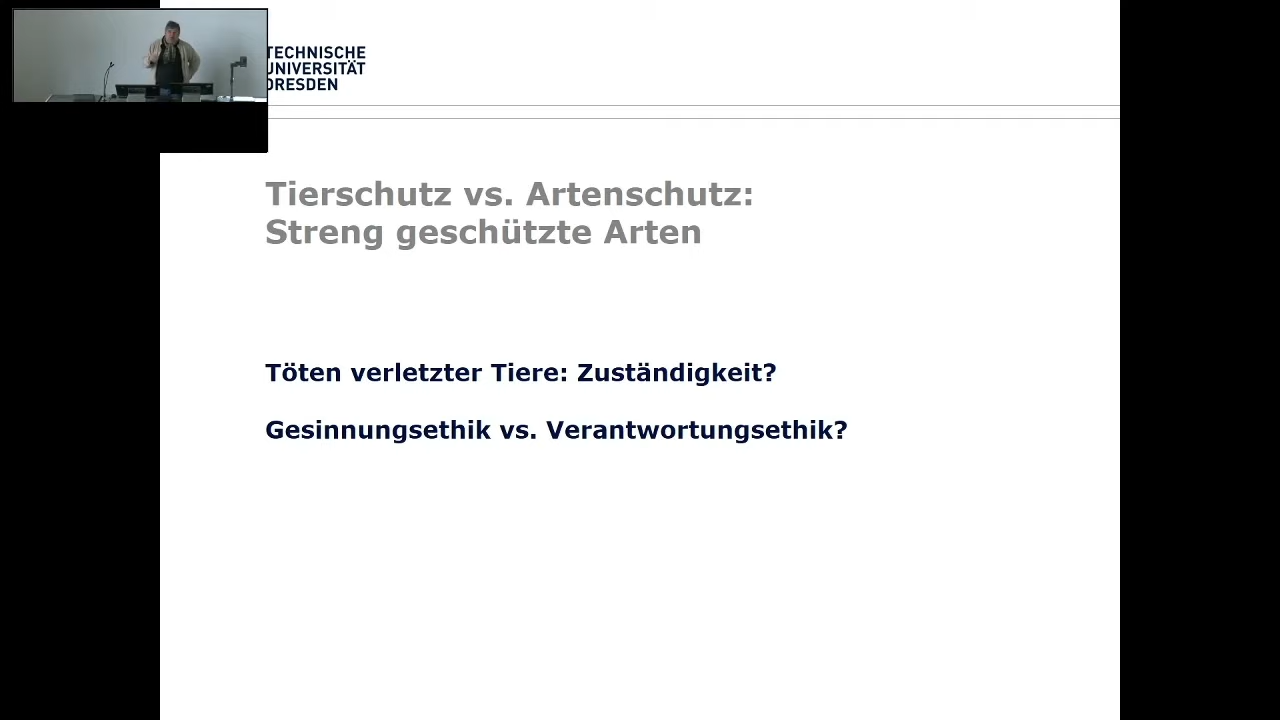 TECHNISCHE
UNIVERSITÄT
DRESDEN
Tierschutz vs. Artenschutz:
Streng geschützte Arten
Töten verletzter Tiere: Zuständigkeit?
Gesinnungsethik vs. Verantwortungsethik?